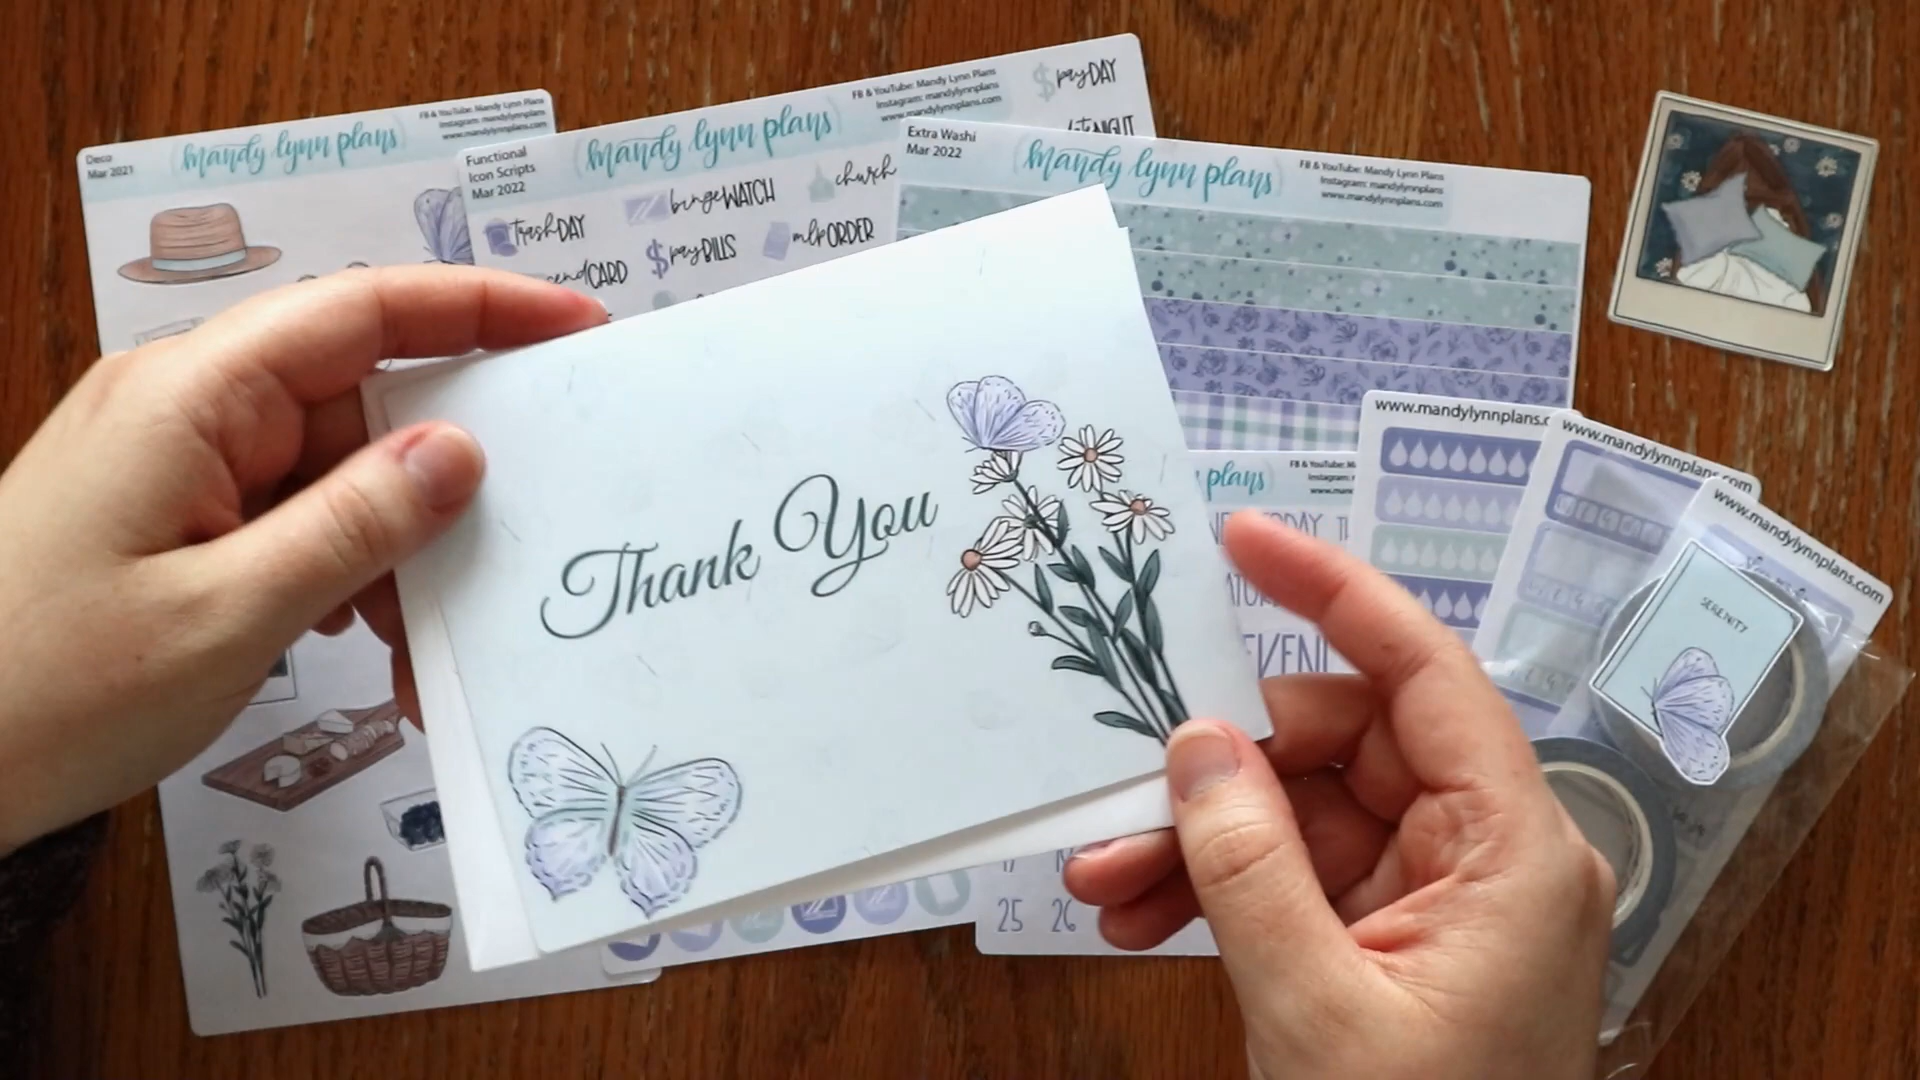 Deco
Mar 2021
mandy lynn plans
FB & YouTube: Mandy Lynn Plans
Instagram: mandylynnplans
www.mandylynnplans.com
Functional
Icon Scripts
Mar 2022
mandy lynn plans
FB & YouTube: Mandy Lynn Plans
Instagram: mandylynnplans
www.mandylynnplans.com
$payDAY
trashDAY
bingeWATCH
church
$payBILLS
mlpORDER
sendCARD
Extra Washi
Mar 2022
mandy lynn plans
FB & YouTube: Mandy Lynn Plans
Instagram: mandylynnplans
www.mandylynnplans.com
Thank You
plans
FB & YouTube:
25 26
www.mandylynnplans.c
www.mandylynnplans.com
www.mandylynnplans.com
SERENITY